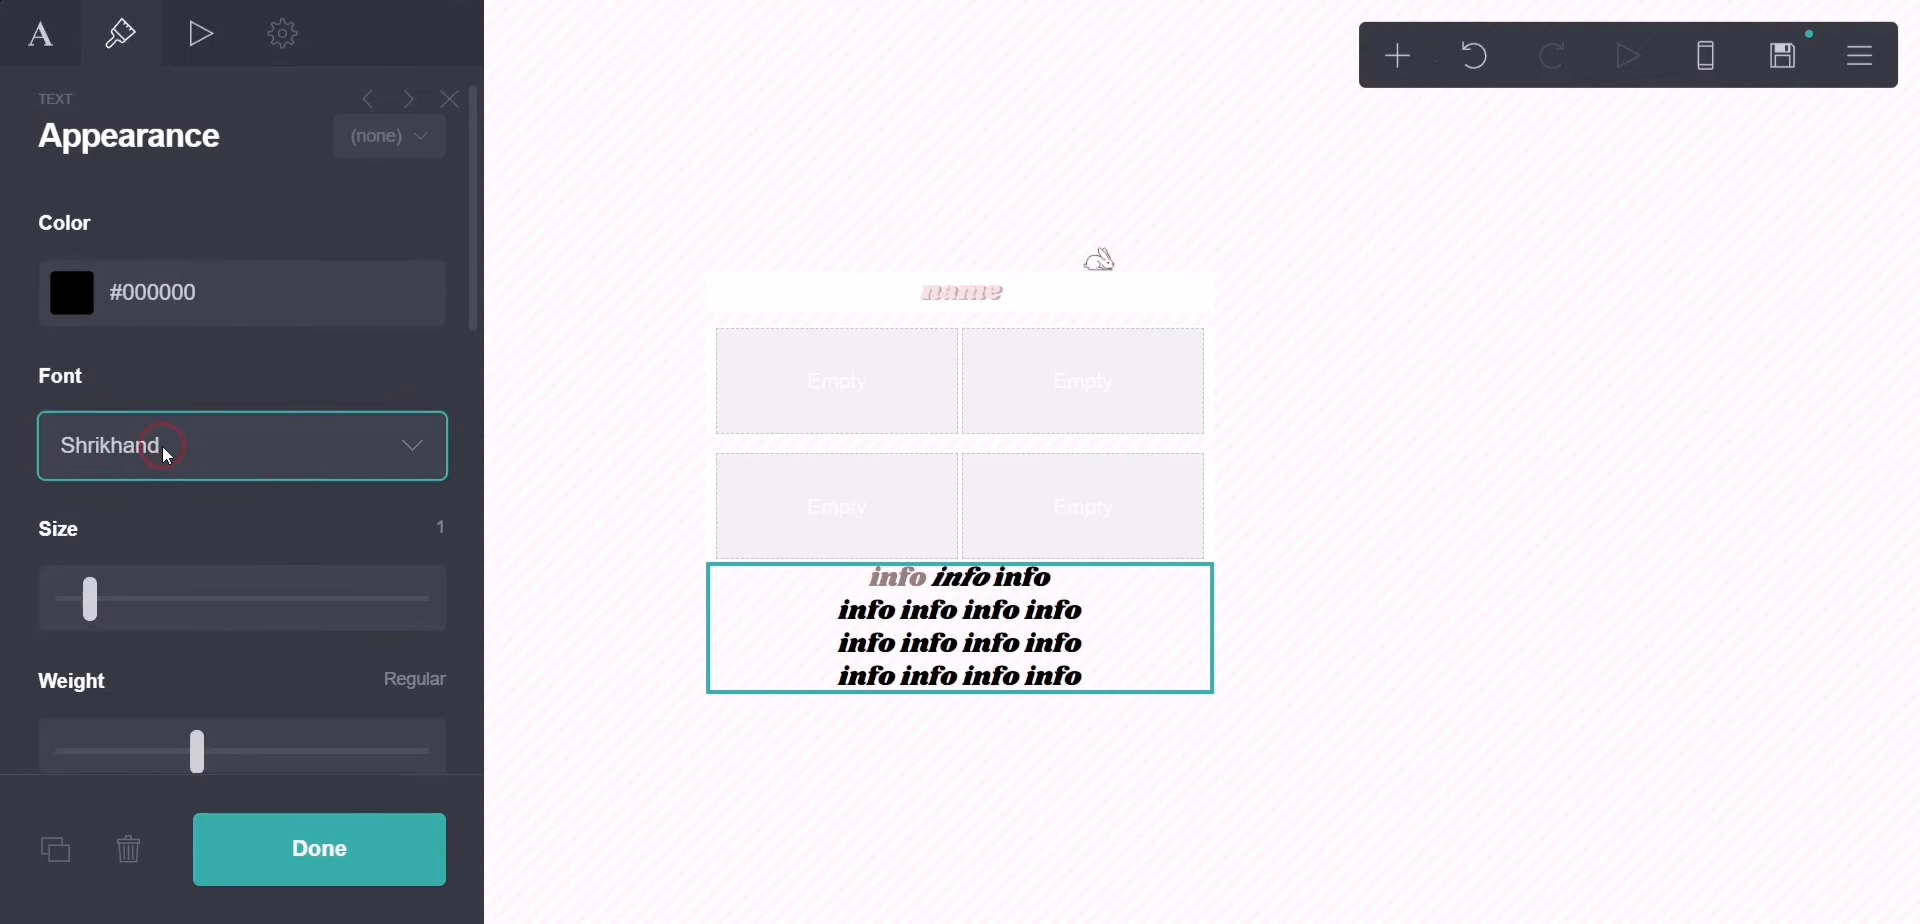 TEXT
Appearance
(none)
Color
#000000
Font
Shrikhand
Size 1
Weight Regular
Done
name
Empty Empty
Empty Empty
info info info
info info info info
info info info info
info info info info